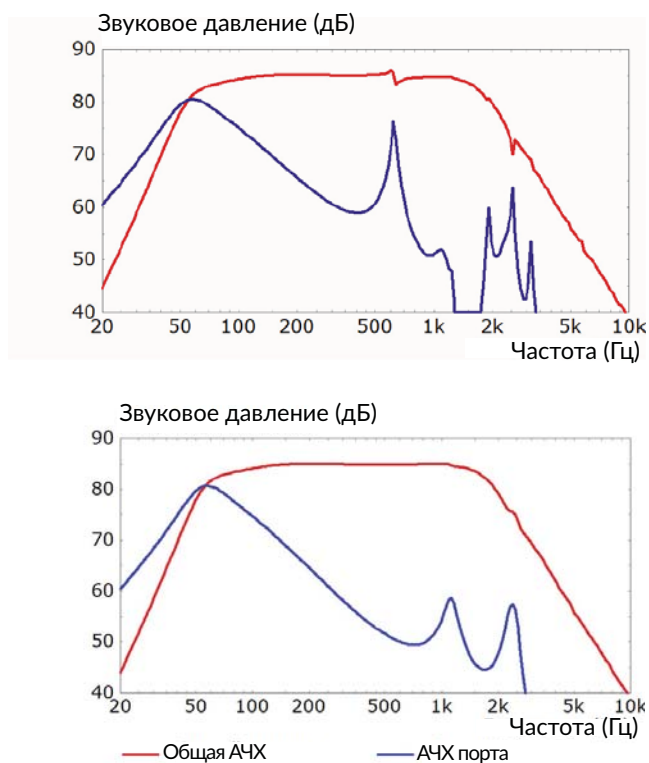 Звуковое давление (дБ)
90
80
70
60
50
40
20 50 100 200 500 1k 2k 5k 10k
Частота (Гц)
Звуковое давление (дБ)
90
80
70
60
50
40
20 50 100 200 500 1k 2k 5k 10k
Частота (Гц)
Общая АЧХ АЧХ порта